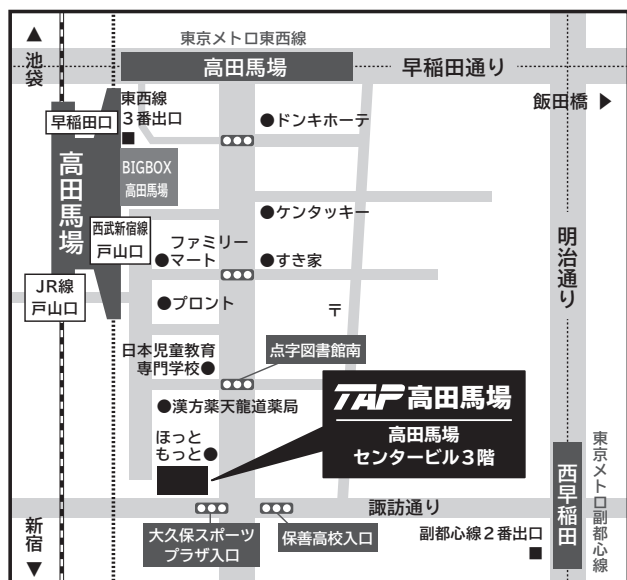 ▲
池袋
東京メトロ東西線
高田馬場
早稲田通り
飯田橋 ▶
早稲田口
東西線
3番出口
■
●ドンキホーテ
高田馬場
BIGBOX
高田馬場
西武新宿線
戸山口
●ケンタッキー
ファミリー
●マート
●すき家
明治通り
JR線
戸山口
●プロント
〒
日本児童教育
専門学校●
点字図書館南
●漢方薬天龍道薬局
TAP 高田馬場
高田馬場
センタービル3階
ほっと
もっと●
諏訪通り
西早稲田
東京メトロ副都心線
新宿
▼
大久保スポーツ
プラザ入口
保善高校入口
副都心線2番出口
■